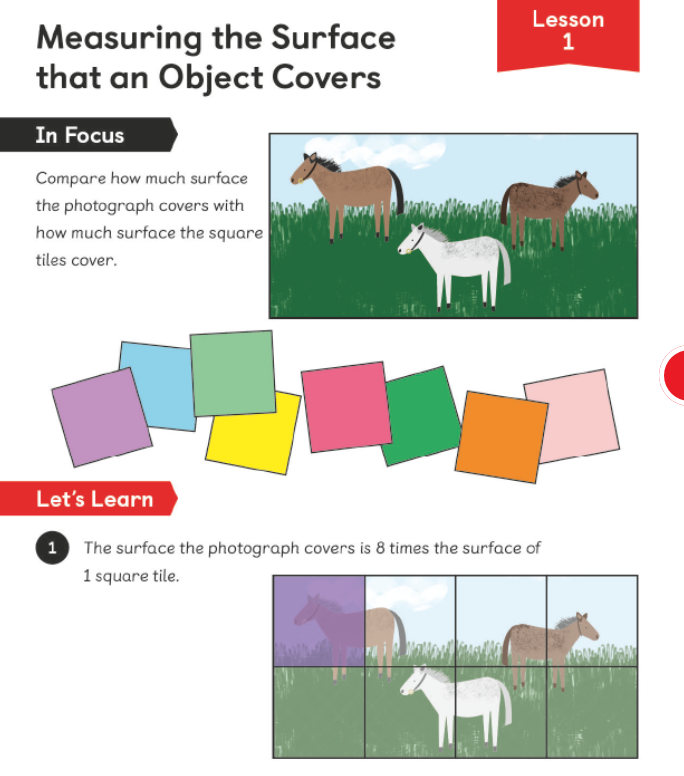 Measuring the Surface
that an Object Covers
Lesson
1
In Focus
Compare how much surface
the photograph covers with
how much surface the square
tiles cover.
Let's Learn
1
The surface the photograph covers is 8 times the surface of
1 square tile.